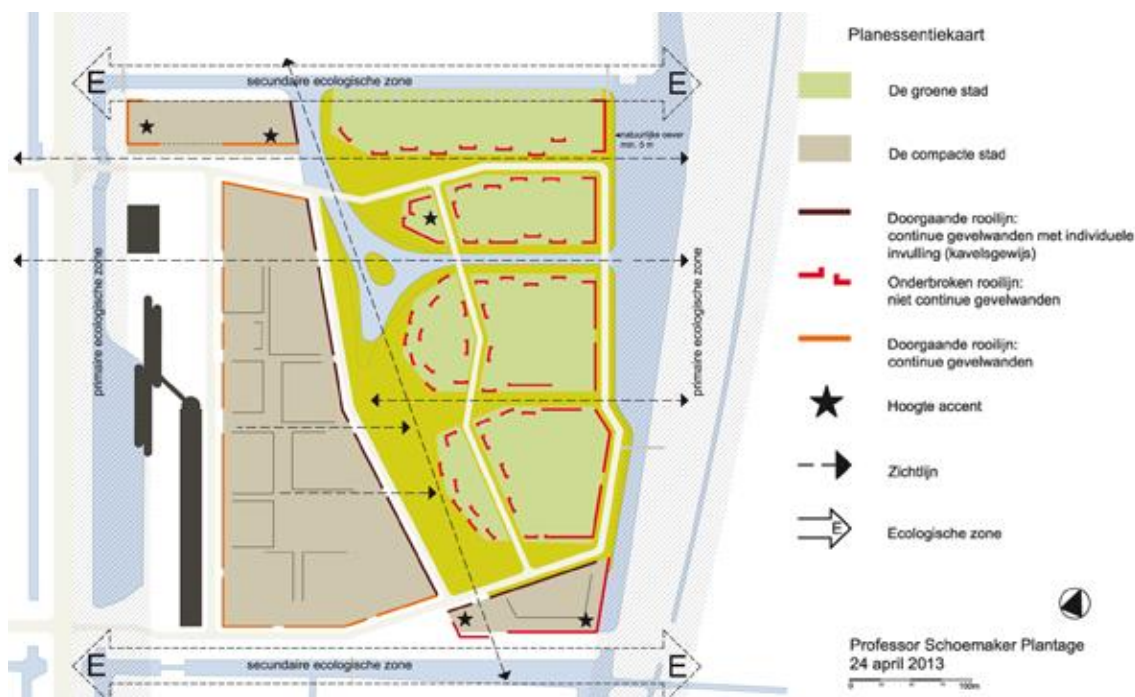 Planessentiekaart
De groene stad
De compacte stad
Doorgaande rooilijn:
continue gevelwanden met individuele
invulling (kavelsgewijs)
Onderbroken rooilijn:
niet continue gevelwanden
Doorgaande rooilijn:
continue gevelwanden
Hoogte accent
Zichtlijn
E
Ecologische zone
Professor Schoemaker Plantage
24 april 2013
0
100m
E
secundaire ecologische zone
E
natuurlijke oever
min. 5 m
primaire ecologische zone
primaire ecologische zone
E
secundaire ecologische zone
E